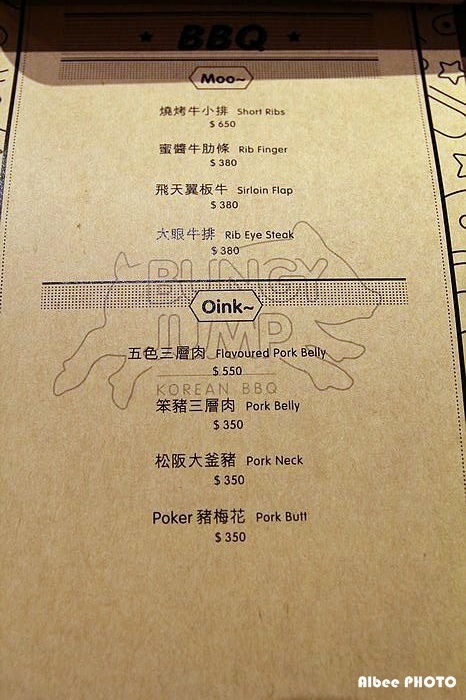 BBQ
Moo~
燒烤牛小排 Short Ribs
$ 650
蜜醬牛肋條 Rib Finger
$ 380
飛天翼板牛 Sirloin Flap
$ 380
大眼牛排 Rib Eye Steak
$ 380
BUNGY
Oink~
JUMP
五色三層肉 Flavoured Pork Belly
$ 550
KOREAN BBQ
笨豬三層肉 Pork Belly
$ 350
松阪大釜豬 Pork Neck
$ 350
Poker 豬梅花 Pork Butt
$ 350
Albee PHOTO